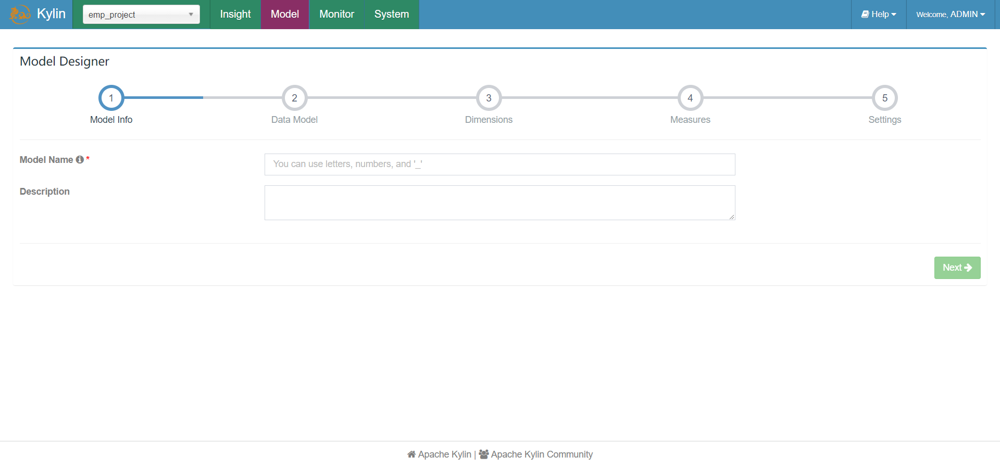 Kylin
emp_project
Insight
Model
Monitor
System
Help
Welcome, ADMIN
Model Designer
1
2
3
4
5
Model Info
Data Model
Dimensions
Measures
Settings
Model Name *
You can use letters, numbers, and '_'
Description
Next
Apache Kylin | Apache Kylin Community